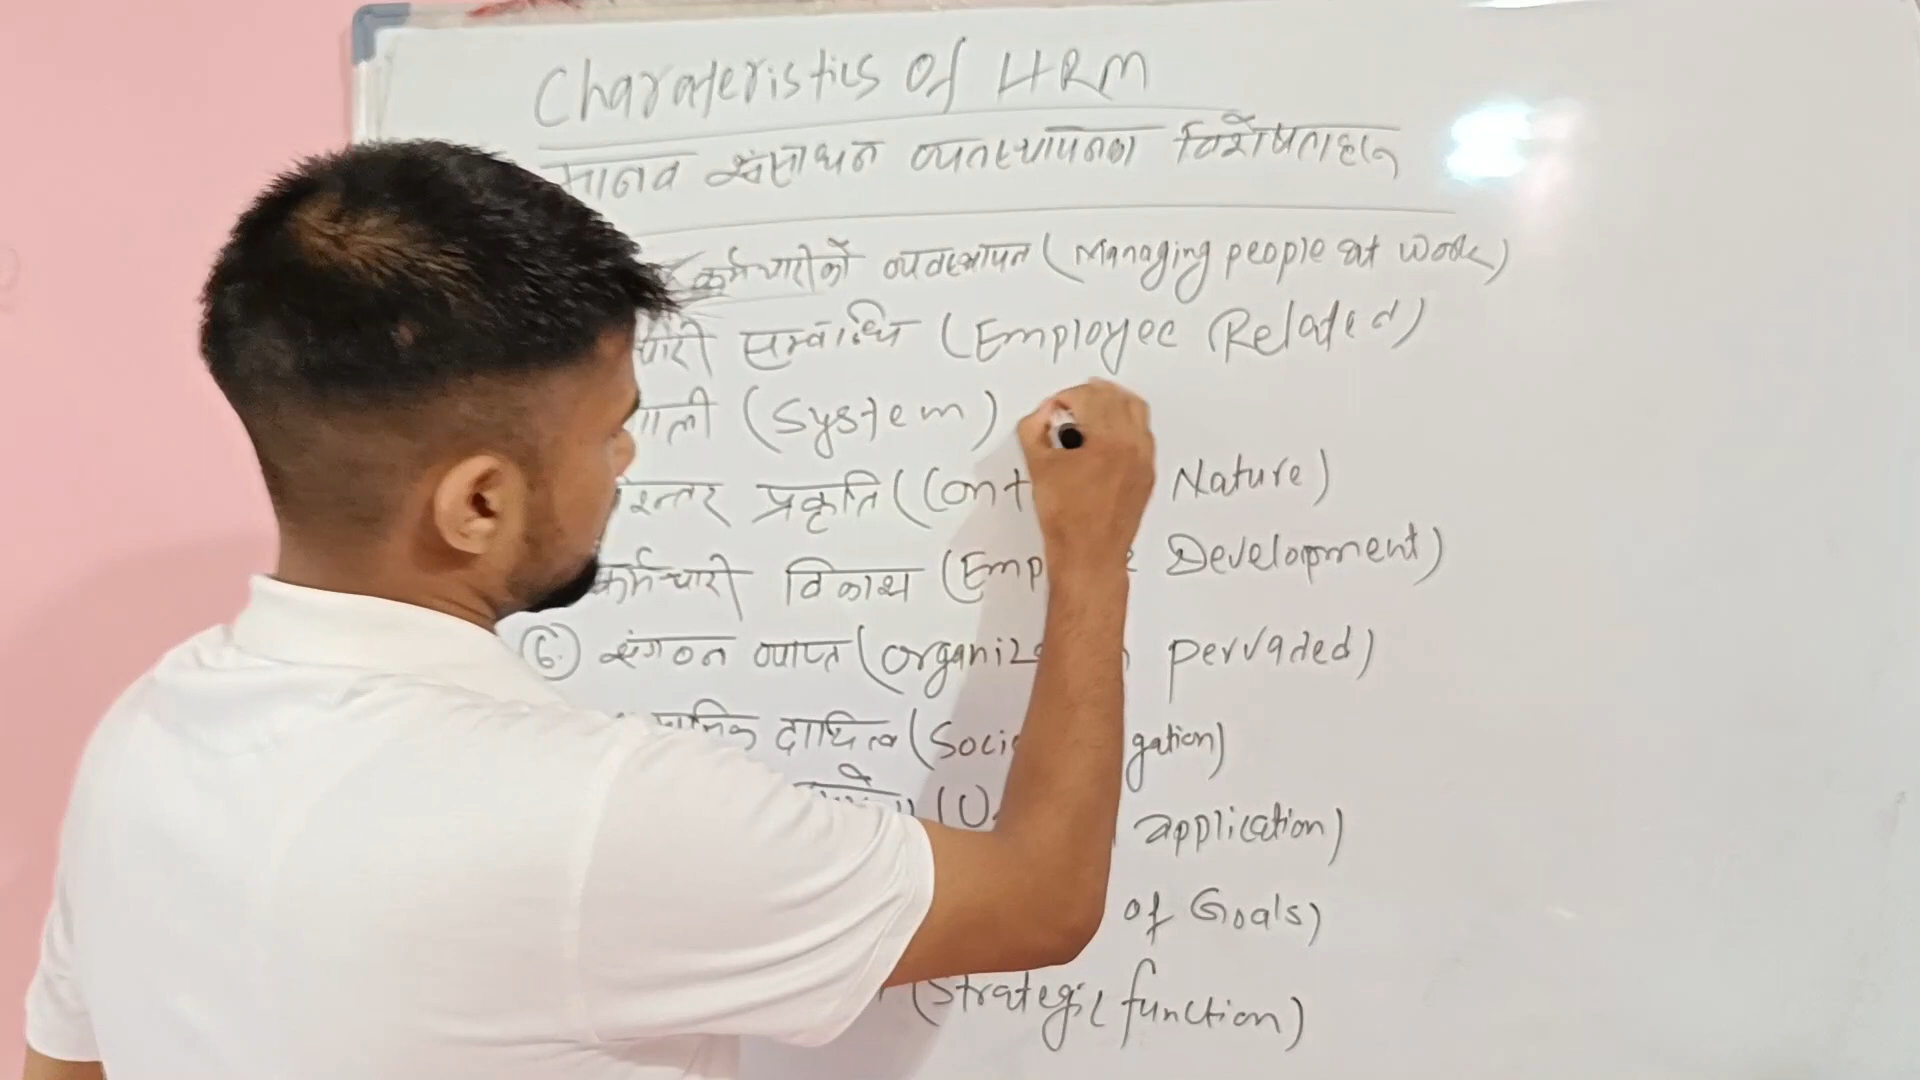 Charateristics of HRM
मानव संसाधन व्यवस्थापनका विशेषताहरू
कर्मचारीको व्यवस्थापन (Managing people at work)
चारी सम्बन्धि (Employee Related)
णाली (System)
निरन्तर प्रकृति (Cont Nature)
कर्मचारी विकाश (Emp Development)
6. संगठन व्याप्त (organiz pervaded)
दायित्व (Soci gation)
application)
of Goals)
(Strategic function)